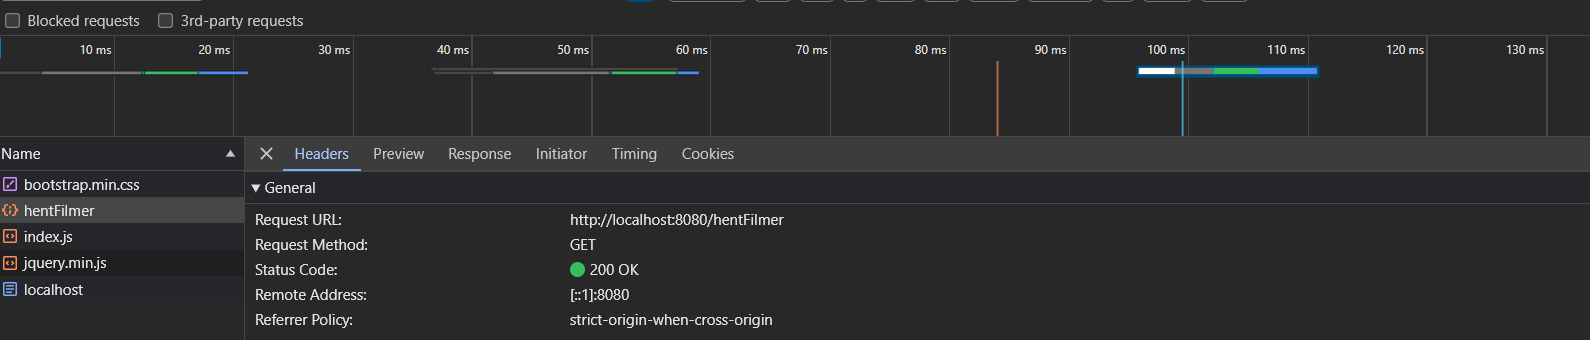 Blocked requests 3rd-party requests
10 ms 20 ms 30 ms 40 ms 50 ms 60 ms 70 ms 80 ms 90 ms 100 ms 110 ms 120 ms 130 ms
Name
Headers Preview Response Initiator Timing Cookies
bootstrap.min.css
hentFilmer
index.js
jquery.min.js
localhost
General
Request URL: http://localhost:8080/hentFilmer
Request Method: GET
Status Code: 200 OK
Remote Address: [::1]:8080
Referrer Policy: strict-origin-when-cross-origin